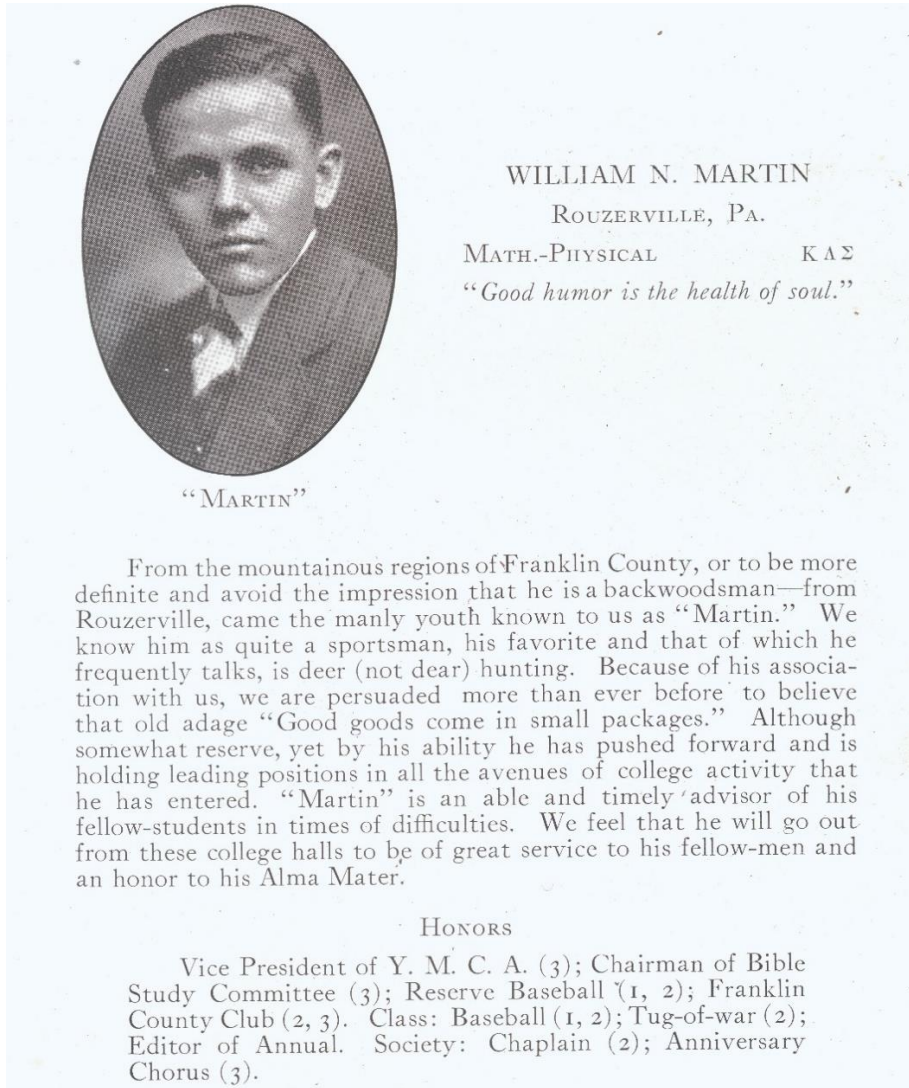 WILLIAM N. MARTIN
ROUZERVILLE, PA.
MATH.-PHYSICAL ΚΛΣ
"Good humor is the health of soul."
"MARTIN"
From the mountainous regions of Franklin County, or to be more
definite and avoid the impression that he is a backwoodsman—from
Rouzerville, came the manly youth known to us as "Martin." We
know him as quite a sportsman, his favorite and that of which he
frequently talks, is deer (not dear) hunting. Because of his associa-
tion with us, we are persuaded more than ever before to believe
that old adage "Good goods come in small packages." Although
somewhat reserve, yet by his ability he has pushed forward and is
holding leading positions in all the avenues of college activity that
he has entered. "Martin" is an able and timely advisor of his
fellow-students in times of difficulties. We feel that he will go out
from these college halls to be of great service to his fellow-men and
an honor to his Alma Mater.
HONORS
Vice President of Y. M. C. A. (3); Chairman of Bible
Study Committee (3); Reserve Baseball (1, 2); Franklin
County Club (2, 3). Class: Baseball (1, 2); Tug-of-war (2);
Editor of Annual. Society: Chaplain (2); Anniversary
Chorus (3).